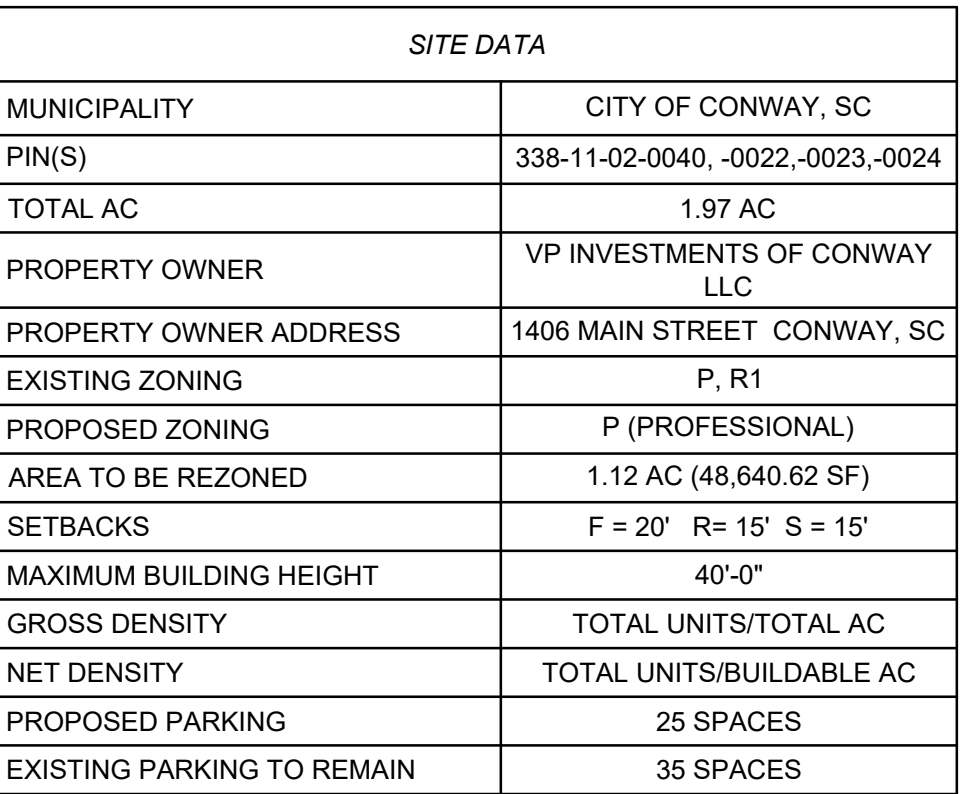 SITE DATA
MUNICIPALITY CITY OF CONWAY, SC
PIN(S) 338-11-02-0040, -0022,-0023,-0024
TOTAL AC 1.97 AC
PROPERTY OWNER VP INVESTMENTS OF CONWAY
LLC
PROPERTY OWNER ADDRESS 1406 MAIN STREET CONWAY, SC
EXISTING ZONING P, R1
PROPOSED ZONING P (PROFESSIONAL)
AREA TO BE REZONED 1.12 AC (48,640.62 SF)
SETBACKS F = 20' R= 15' S = 15'
MAXIMUM BUILDING HEIGHT 40'-0"
GROSS DENSITY TOTAL UNITS/TOTAL AC
NET DENSITY TOTAL UNITS/BUILDABLE AC
PROPOSED PARKING 25 SPACES
EXISTING PARKING TO REMAIN 35 SPACES